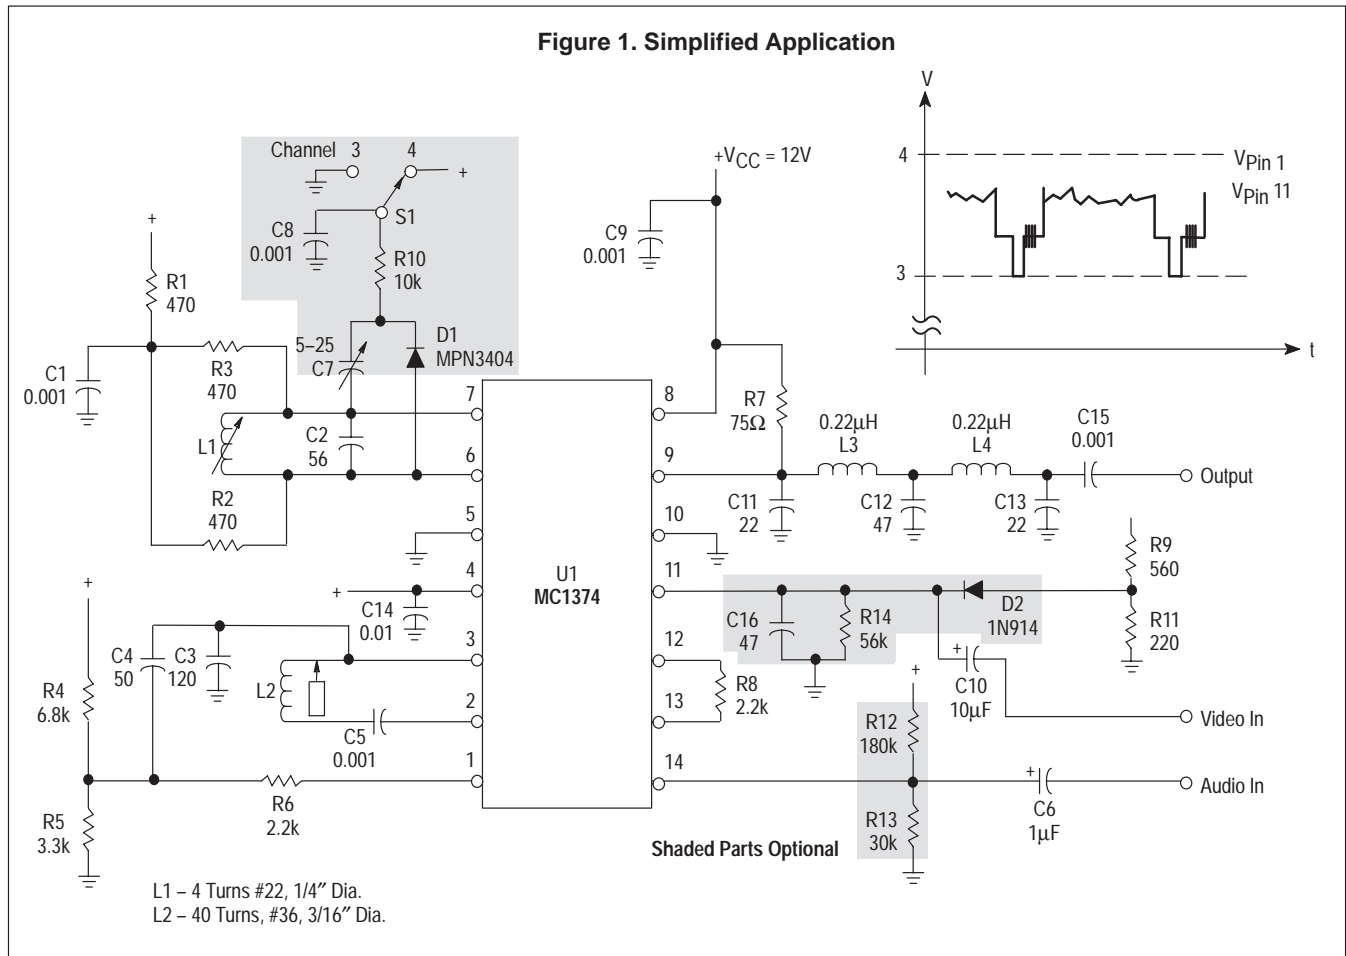 Figure 1. Simplified Application
V
4
3
VPin 1
VPin 11
t
Channel 3 4
+
S1
C8
0.001
R10
10k
5–25
C7
D1
MPN3404
+
R1
470
C1
0.001
R3
470
L1
C2
56
R2
470
+VCC = 12V
C9
0.001
R7
75Ω
0.22µH
L3
0.22µH
L4
C15
0.001
Output
C11
22
C12
47
C13
22
7
6
5
4
3
2
1
U1
MC1374
8
9
10
11
12
13
14
+
C14
0.01
+
R4
6.8k
C4
50
C3
120
L2
C5
0.001
R6
2.2k
R5
3.3k
R9
560
R11
220
D2
1N914
C16
47
R14
56k
+
C10
10µF
R8
2.2k
Video In
+
R12
180k
R13
30k
+
C6
1µF
Audio In
Shaded Parts Optional
L1 – 4 Turns #22, 1/4″ Dia.
L2 – 40 Turns, #36, 3/16″ Dia.